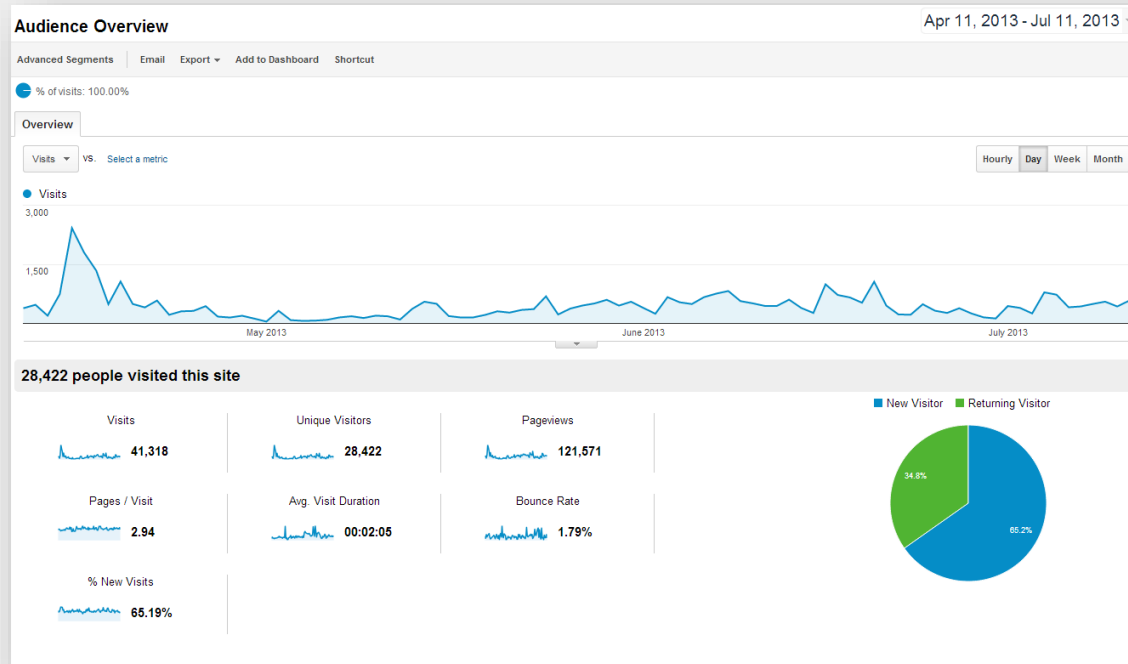 Audience Overview
Apr 11, 2013 - Jul 11, 2013
Advanced Segments Email Export Add to Dashboard Shortcut
% of visits: 100.00%
Overview
Visits VS. Select a metric
Hourly Day Week Month
Visits
3,000
1,500
May 2013 June 2013 July 2013
28,422 people visited this site
New Visitor Returning Visitor
Visits Unique Visitors Pageviews
41,318 28,422 121,571
34.8%
65.2%
Pages / Visit Avg. Visit Duration Bounce Rate
2.94 00:02:05 1.79%
% New Visits
65.19%